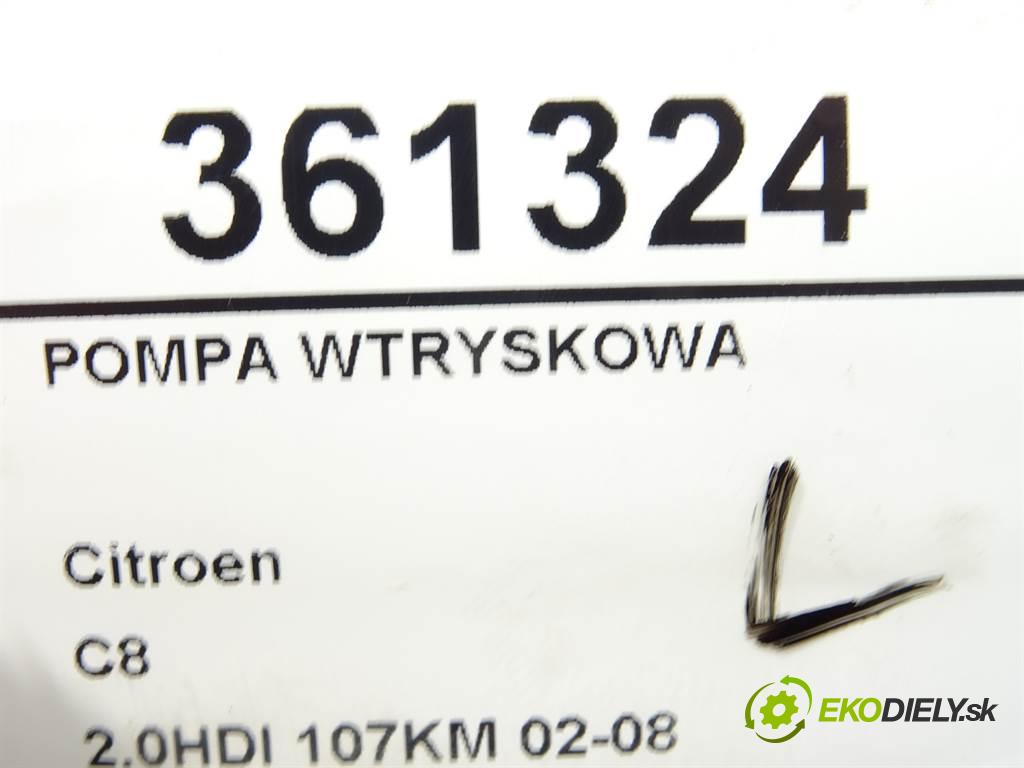 361324
POMPA WTRYSKOWA
Citroen
C8
L
2.0HDI 107KM 02-08
EKODIELY.sk